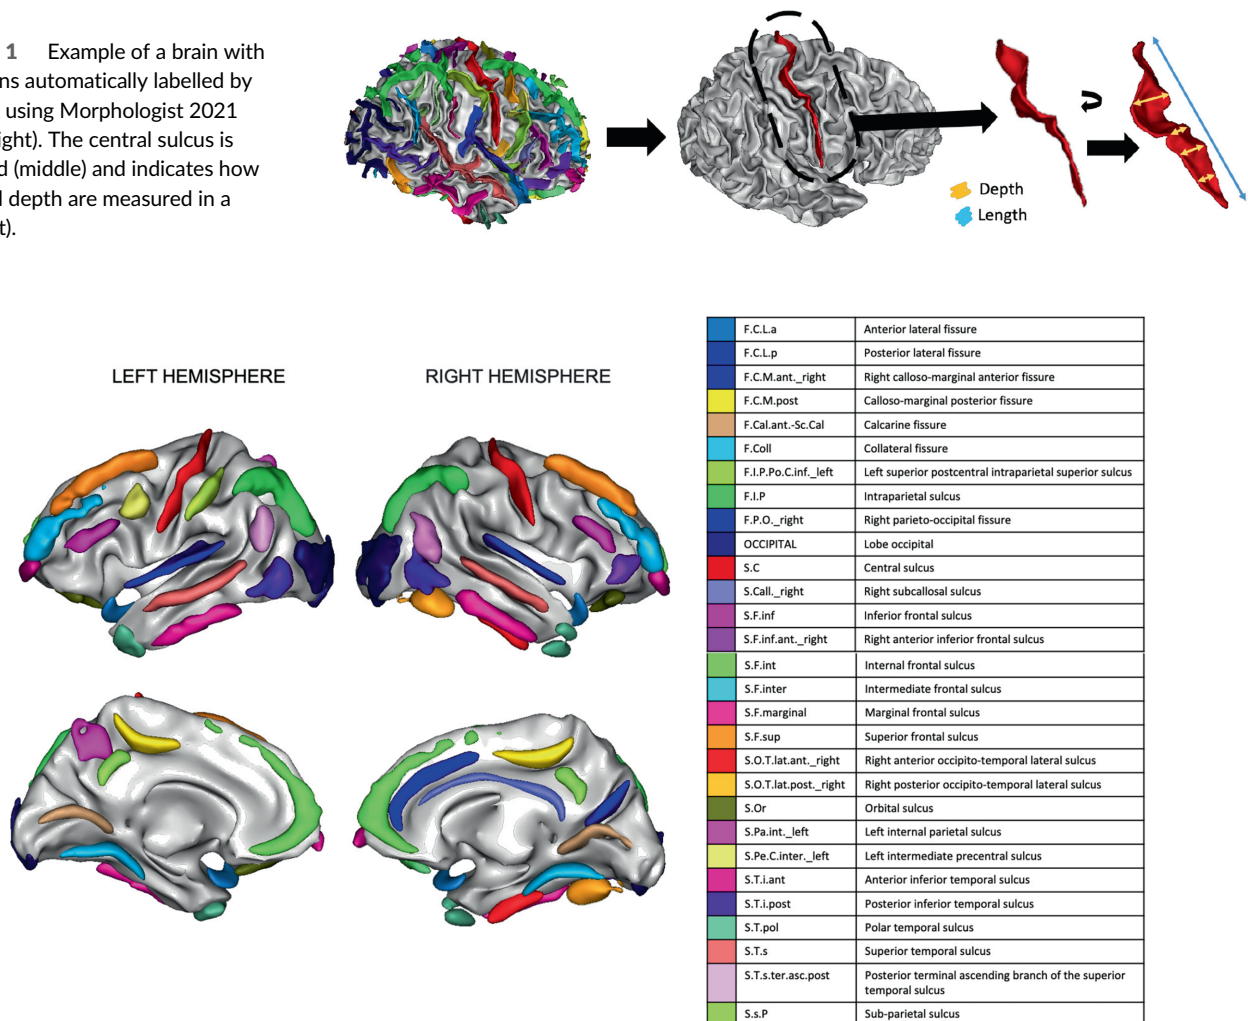 1 Example of a brain with
ns automatically labelled by
using Morphologist 2021
ight). The central sulcus is
d (middle) and indicates how
l depth are measured in a
t).
Depth
Length
LEFT HEMISPHERE
RIGHT HEMISPHERE
F.C.L.a Anterior lateral fissure
F.C.L.p Posterior lateral fissure
F.C.M.ant._right Right calloso-marginal anterior fissure
F.C.M.post Calloso-marginal posterior fissure
F.Cal.ant.-Sc.Cal Calcarine fissure
F.Coll Collateral fissure
F.I.P.Po.C.inf._left Left superior postcentral intraparietal superior sulcus
F.I.P Intraparietal sulcus
F.P.O._right Right parieto-occipital fissure
OCCIPITAL Lobe occipital
S.C Central sulcus
S.Call._right Right subcallosal sulcus
S.F.inf Inferior frontal sulcus
S.F.inf.ant._right Right anterior inferior frontal sulcus
S.F.int Internal frontal sulcus
S.F.inter Intermediate frontal sulcus
S.F.marginal Marginal frontal sulcus
S.F.sup Superior frontal sulcus
S.O.T.lat.ant._right Right anterior occipito-temporal lateral sulcus
S.O.T.lat.post._right Right posterior occipito-temporal lateral sulcus
S.Or Orbital sulcus
S.Pa.int._left Left internal parietal sulcus
S.Pe.C.inter._left Left intermediate precentral sulcus
S.T.i.ant Anterior inferior temporal sulcus
S.T.i.post Posterior inferior temporal sulcus
S.T.pol Polar temporal sulcus
S.T.s Superior temporal sulcus
S.T.s.ter.asc.post Posterior terminal ascending branch of the superior
temporal sulcus
S.s.P Sub-parietal sulcus